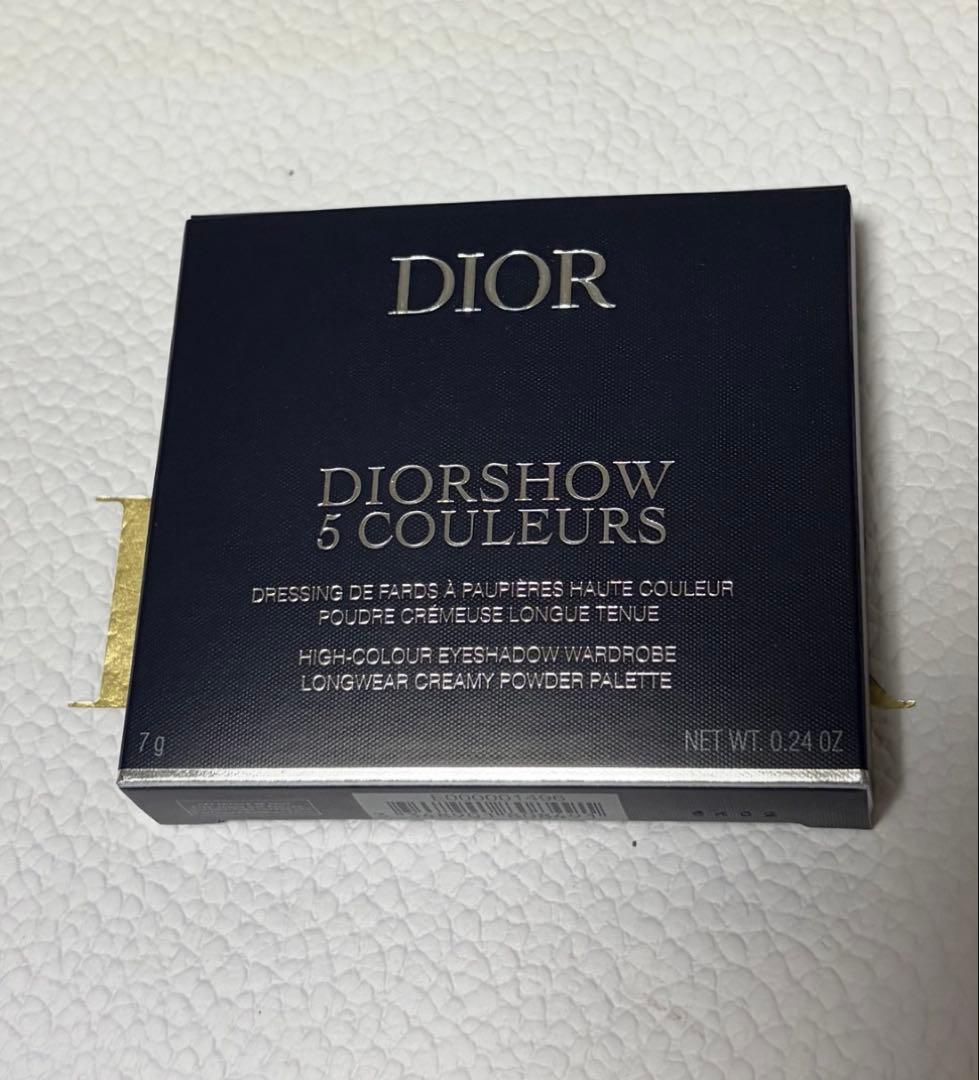 DIOR
DIORSHOW
5 COULEURS
DRESSING DE FARDS À PAUPIÈRES HAUTE COULEUR
POUDRE CRÉMEUSE LONGUE TENUE
HIGH-COLOUR EYESHADOW WARDROBE
LONGWEAR CREAMY POWDER PALETTE
7 g
NET WT. 0.24 OZ